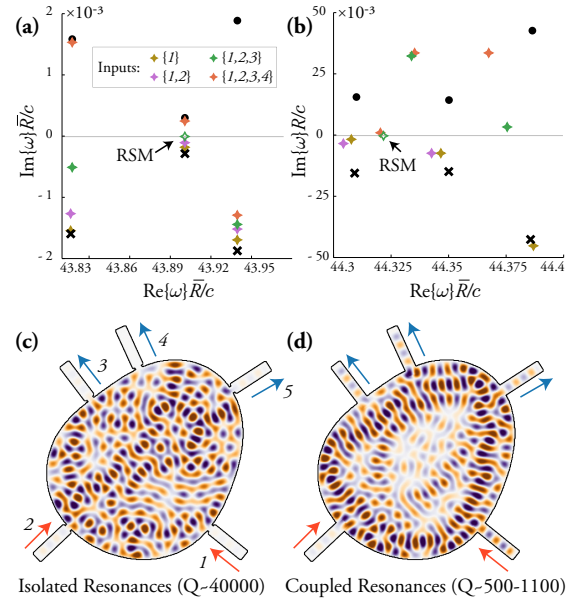 (a)
×10⁻³
2
1
0
- 1
- 2
Im{ω}R̅/c
Inputs:
{1}
{1,2,3}
{1,2}
{1,2,3,4}
RSM
43.83
43.86
43.89
43.92
43.95
Re{ω}R̅/c
(b)
×10⁻³
50
25
0
-25
- 50
Im{ω}R̅/c
RSM
44.3
44.325
44.35
44.375
44.4
Re{ω}R̅/c
(c)
4
3
5
2
1
Isolated Resonances (Q~40000)
(d)
Coupled Resonances (Q~500-1100)